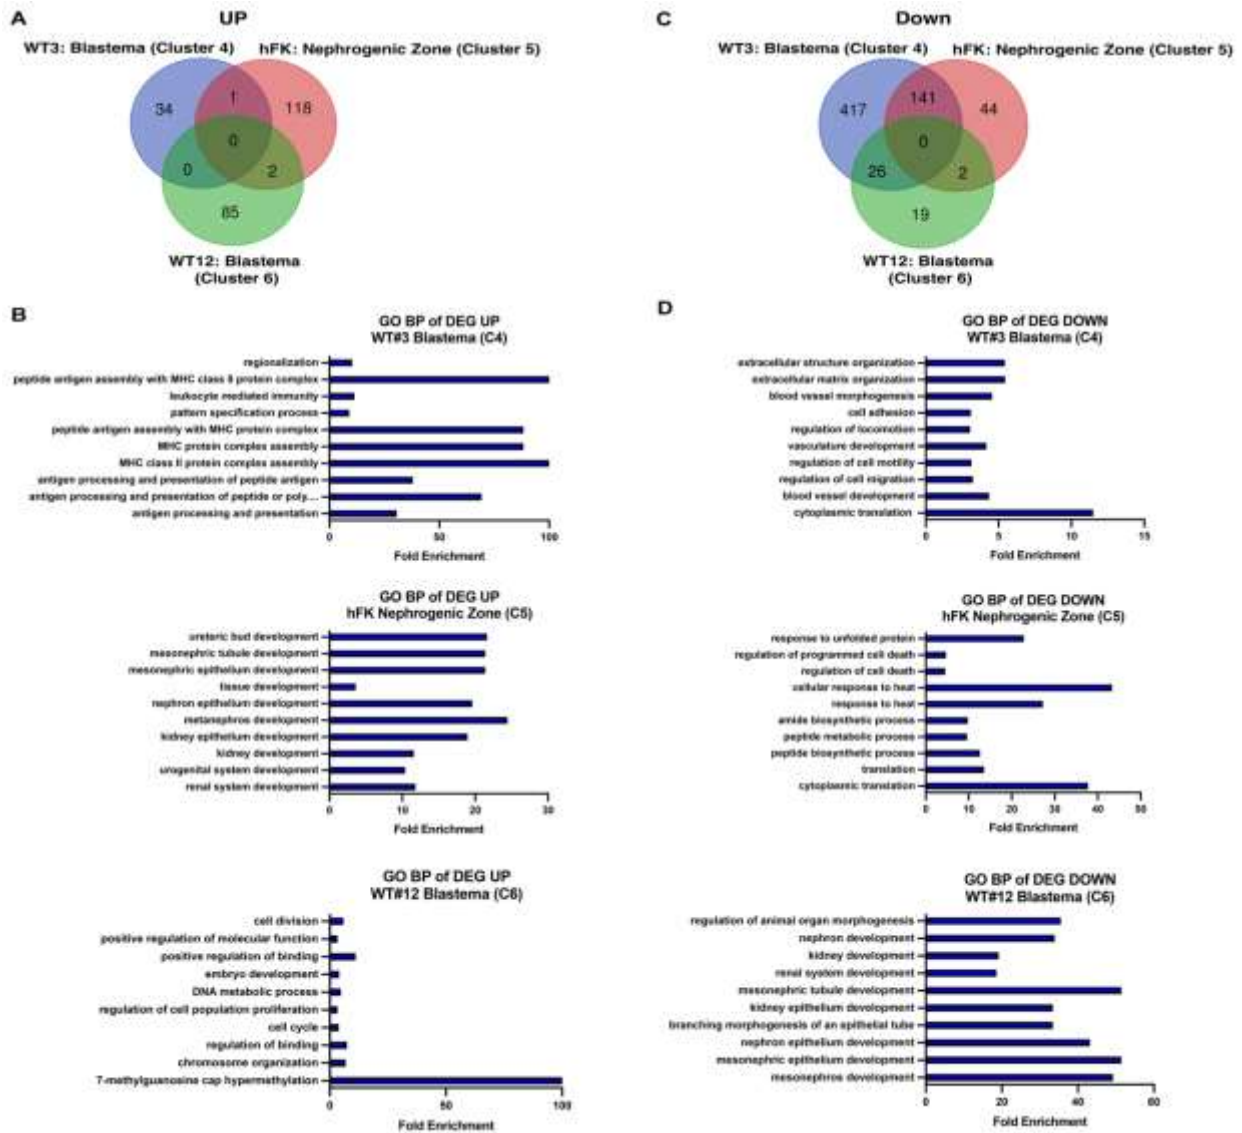 A
UP
WT3: Blastema (Cluster 4)
hFK: Nephrogenic Zone (Cluster 5)
34
1
118
0
0
2
85
WT12: Blastema
(Cluster 6)
C
Down
WT3: Blastema (Cluster 4)
hFK: Nephrogenic Zone (Cluster 5)
417
141
44
0
26
2
19
WT12: Blastema
(Cluster 6)
B
GO BP of DEG UP
WT#3 Blastema (C4)
regionalization
peptide antigen assembly with MHC class II protein complex
leukocyte mediated immunity
pattern specification process
peptide antigen assembly with MHC protein complex
MHC protein complex assembly
MHC class II protein complex assembly
antigen processing and presentation of peptide antigen
antigen processing and presentation of peptide or poly....
antigen processing and presentation
0
50
100
Fold Enrichment
GO BP of DEG UP
hFK Nephrogenic Zone (C5)
ureteric bud development
mesonephric tubule development
mesonephric epithelium development
tissue development
nephron epithelium development
metanephros development
kidney epithelium development
kidney development
urogenital system development
renal system development
0
10
20
30
Fold Enrichment
GO BP of DEG UP
WT#12 Blastema (C6)
cell division
positive regulation of molecular function
positive regulation of binding
embryo development
DNA metabolic process
regulation of cell population proliferation
cell cycle
regulation of binding
chromosome organization
7-methylguanosine cap hypermethylation
0
50
100
Fold Enrichment
D
GO BP of DEG DOWN
WT#3 Blastema (C4)
extracellular structure organization
extracellular matrix organization
blood vessel morphogenesis
cell adhesion
regulation of locomotion
vasculature development
regulation of cell motility
regulation of cell migration
blood vessel development
cytoplasmic translation
0
5
10
15
Fold Enrichment
GO BP of DEG DOWN
hFK Nephrogenic Zone (C5)
response to unfolded protein
regulation of programmed cell death
regulation of cell death
cellular response to heat
response to heat
amide biosynthetic process
peptide metabolic process
peptide biosynthetic process
translation
cytoplasmic translation
0
10
20
30
40
50
Fold Enrichment
GO BP of DEG DOWN
WT#12 Blastema (C6)
regulation of animal organ morphogenesis
nephron development
kidney development
renal system development
mesonephric tubule development
kidney epithelium development
branching morphogenesis of an epithelial tube
nephron epithelium development
mesonephric epithelium development
mesonephros development
0
20
40
60
Fold Enrichment